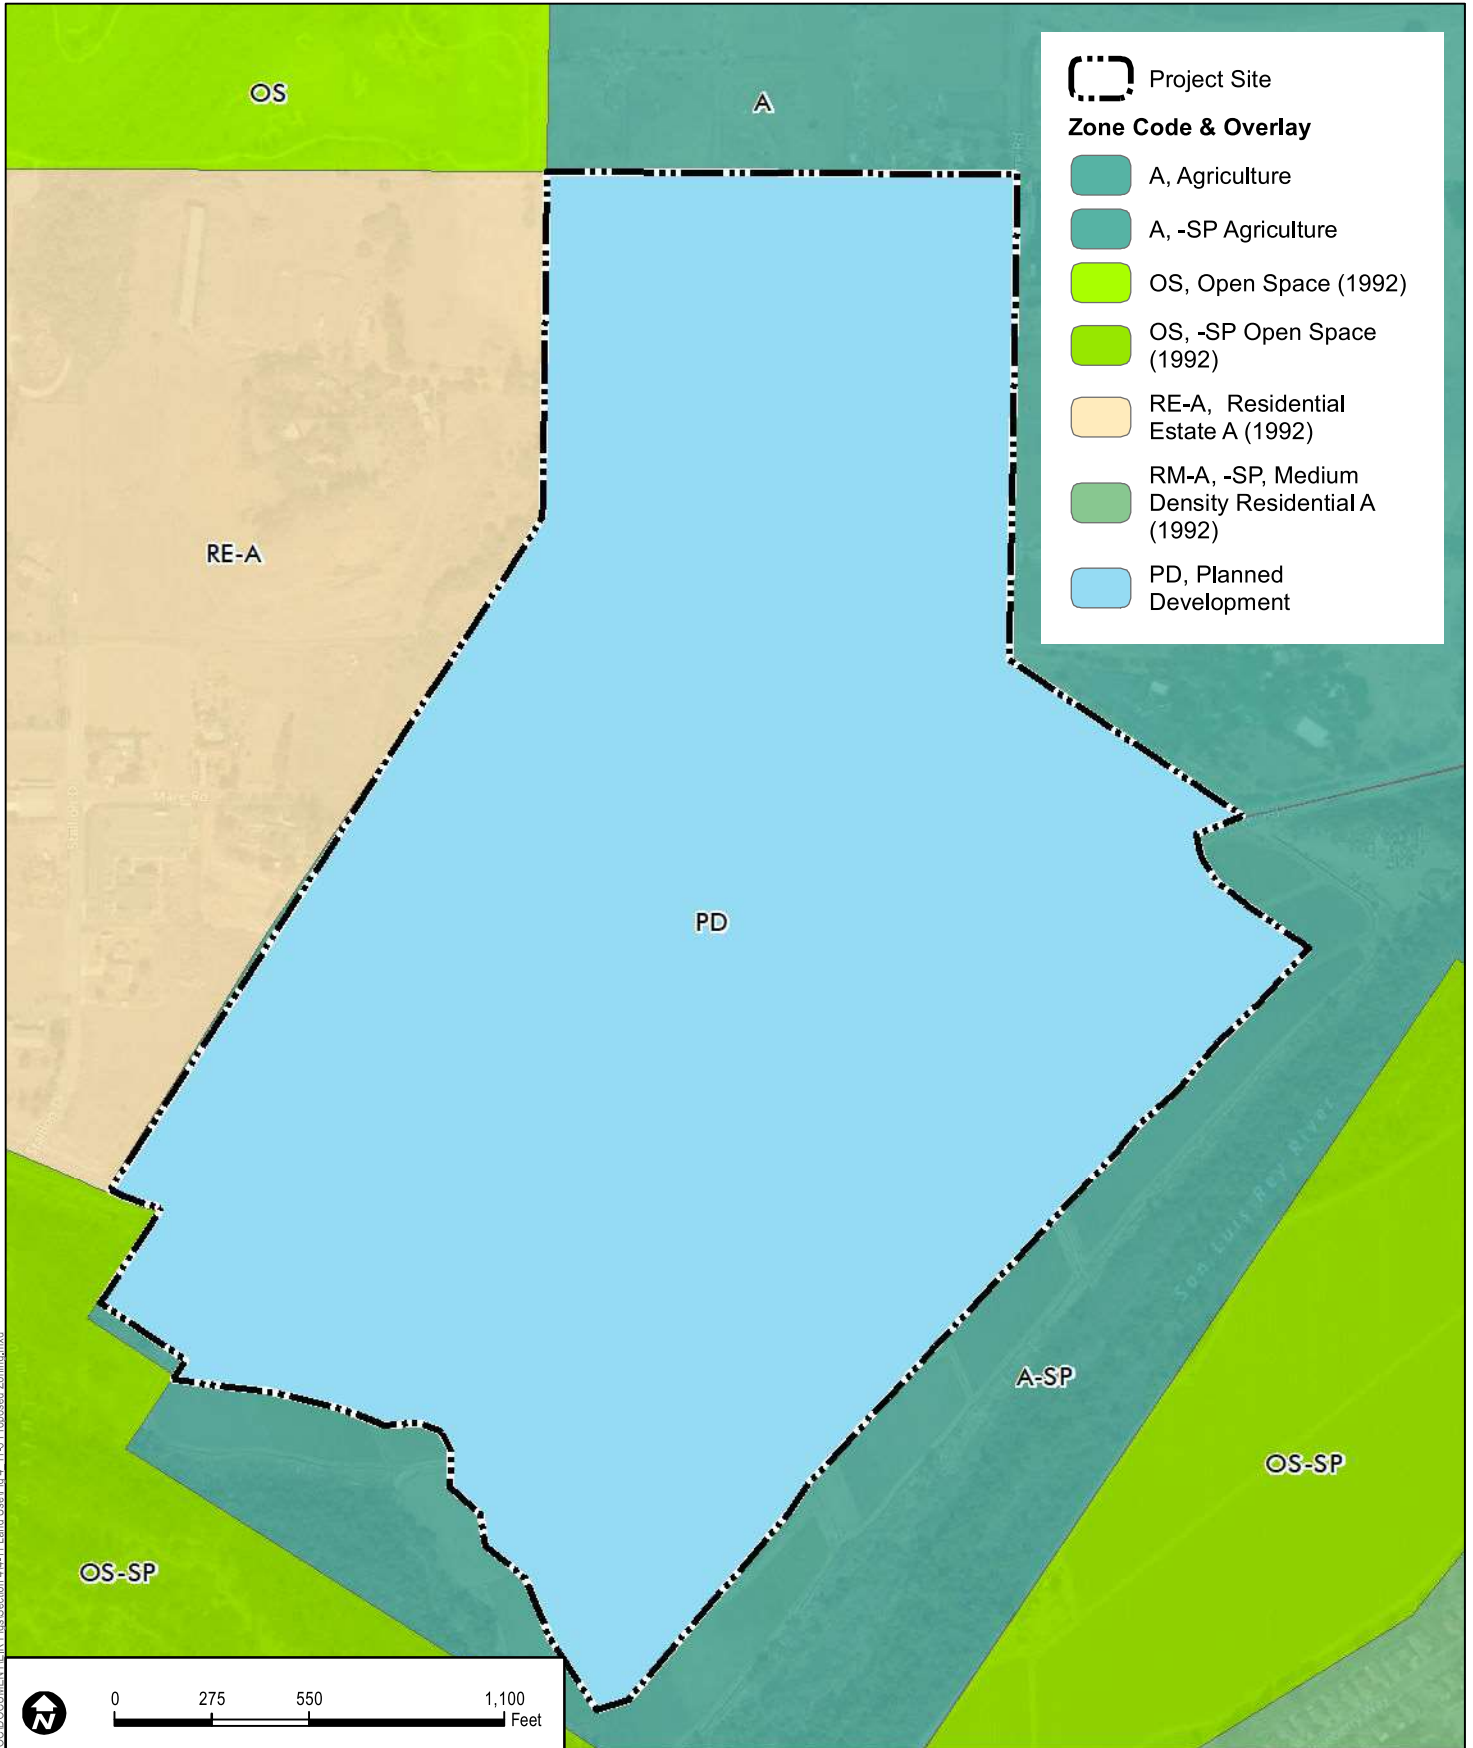 OS
A
Project Site
Zone Code & Overlay
A, Agriculture
A, -SP Agriculture
OS, Open Space (1992)
OS, -SP Open Space
(1992)
RE-A, Residential
Estate A (1992)
RM-A, -SP, Medium
Density Residential A
(1992)
PD, Planned
Development
RE-A
PD
San Luis Rey River
A-SP
OS-SP
OS-SP
N
0 275 550 1,100
Feet